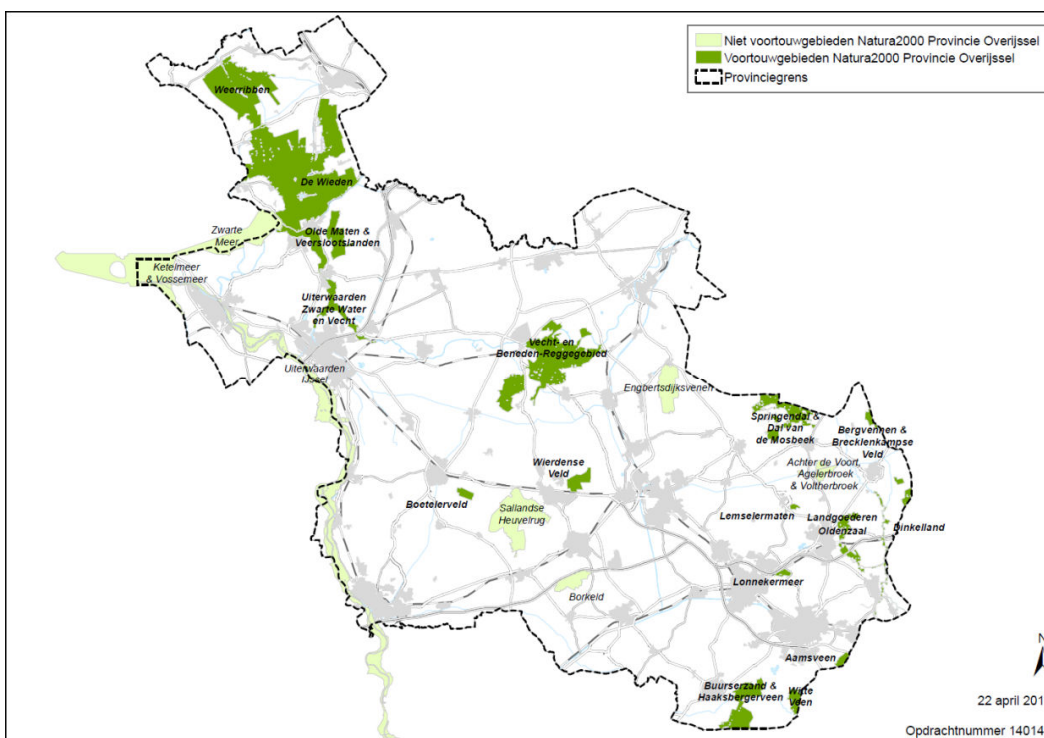 Niet voortouwgebieden Natura2000 Provincie Overijssel
Voortouwgebieden Natura2000 Provincie Overijssel
Provinciegrens
Weerribben
De Wieden
Zwarte
Meer
Olde Maten &
Veerslootslanden
Ketelmeer
& Vossemeer
Uiterwaarden
Zwarte Water
en Vecht
Vecht- en
Beneden-Reggegebied
Uiterwaarden
IJssel
Engbertsdijksvenen
Springendal &
Dal van
de Mosbeek
Bergvennen &
Brecklenkampse
Veld
Achter de Voort,
Agelerbroek
& Voltherbroek
Wierdense
Veld
Boetelerveld
Sallandse
Heuvelrug
Lemselermaten
Landgoederen
Oldenzaal
Dinkelland
Lonnekermeer
Borkeld
Aamsveen
Buurserzand &
Haaksbergerveen
Witte
Veen
N
22 april 201
Opdrachtnummer 14014